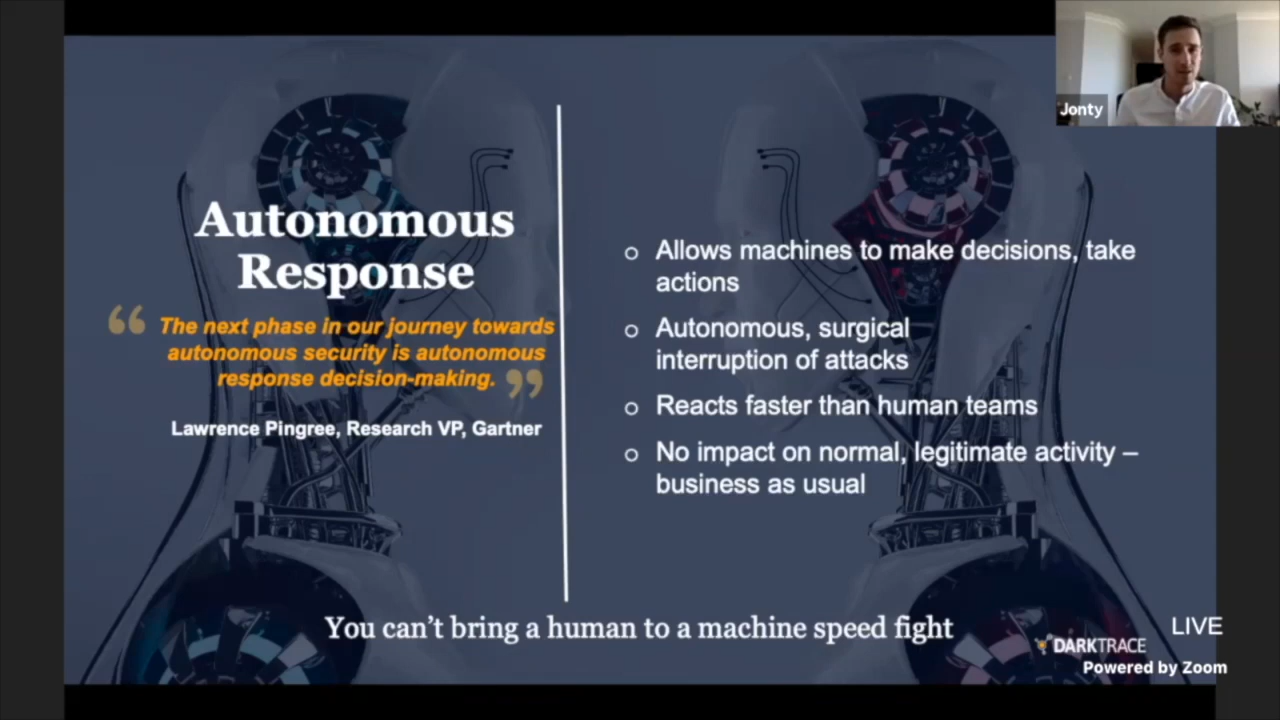 Jonty
Autonomous
Response
“ The next phase in our journey towards
autonomous security is autonomous
response decision-making. ”
Lawrence Pingree, Research VP, Gartner
○ Allows machines to make decisions, take
actions
○ Autonomous, surgical
interruption of attacks
○ Reacts faster than human teams
○ No impact on normal, legitimate activity –
business as usual
You can’t bring a human to a machine speed fight
LIVE
DARKTRACE
Powered by Zoom